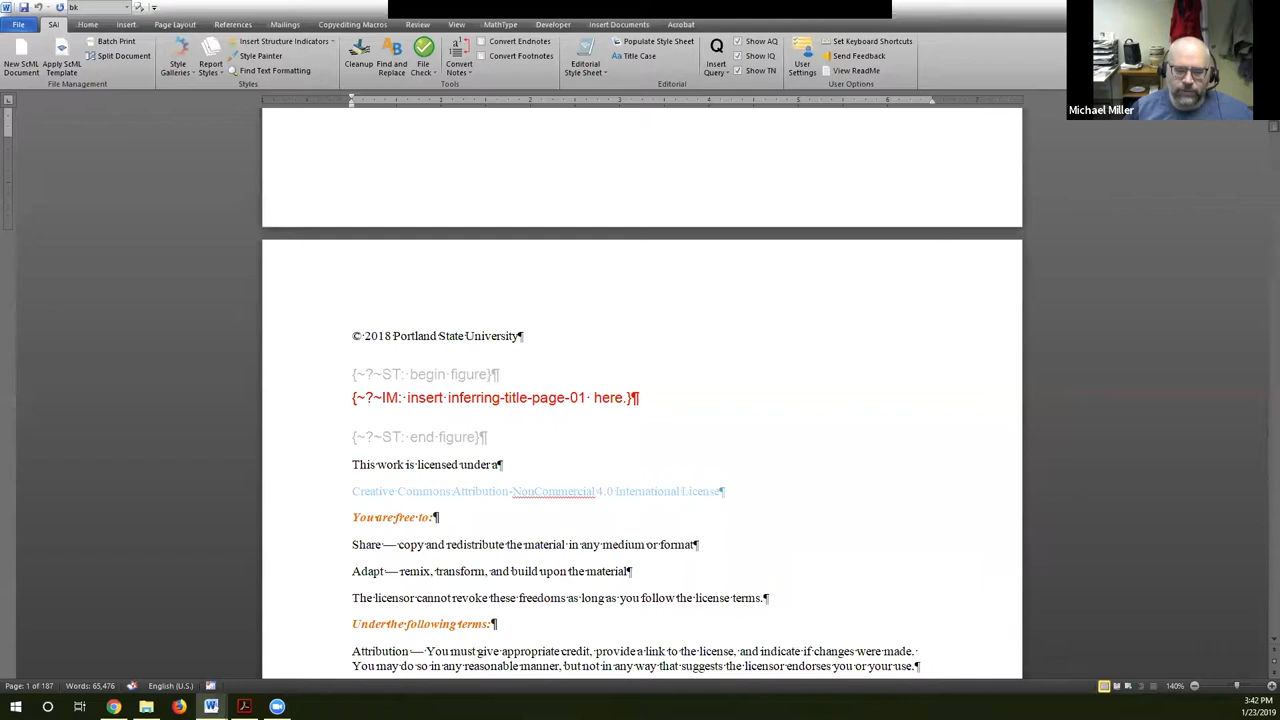 bk
File SAI Home Insert Page Layout References Mailings Copyediting Macros Review View MathType Developer Insert Documents Acrobat
New ScML Document
Apply ScML Template
Batch Print
Split Document
File Management
Style Galleries
Report Styles
Insert Structure Indicators
Style Painter
Find Text Formatting
Styles
Cleanup
Find and Replace
File Check
Convert Notes
Convert Endnotes
Convert Footnotes
Tools
Editorial Style Sheet
Populate Style Sheet
Title Case
Insert Query
Show AQ
Show IQ
Show TN
Editorial
User Settings
Set Keyboard Shortcuts
Send Feedback
View ReadMe
User Options
Michael Miller
© 2018 Portland State University¶
{~?~ST: begin figure}¶
{~?~IM: insert inferring-title-page-01 here.}¶
{~?~ST: end figure}¶
This work is licensed under a¶
Creative Commons Attribution-NonCommercial 4.0 International License¶
You are free to:¶
Share — copy and redistribute the material in any medium or format¶
Adapt — remix, transform, and build upon the material¶
The licensor cannot revoke these freedoms as long as you follow the license terms.¶
Under the following terms:¶
Attribution — You must give appropriate credit, provide a link to the license, and indicate if changes were made.
You may do so in any reasonable manner, but not in any way that suggests the licensor endorses you or your use.¶
Page: 1 of 187 Words: 65,476 English (U.S.) 140%
3:42 PM
1/23/2019